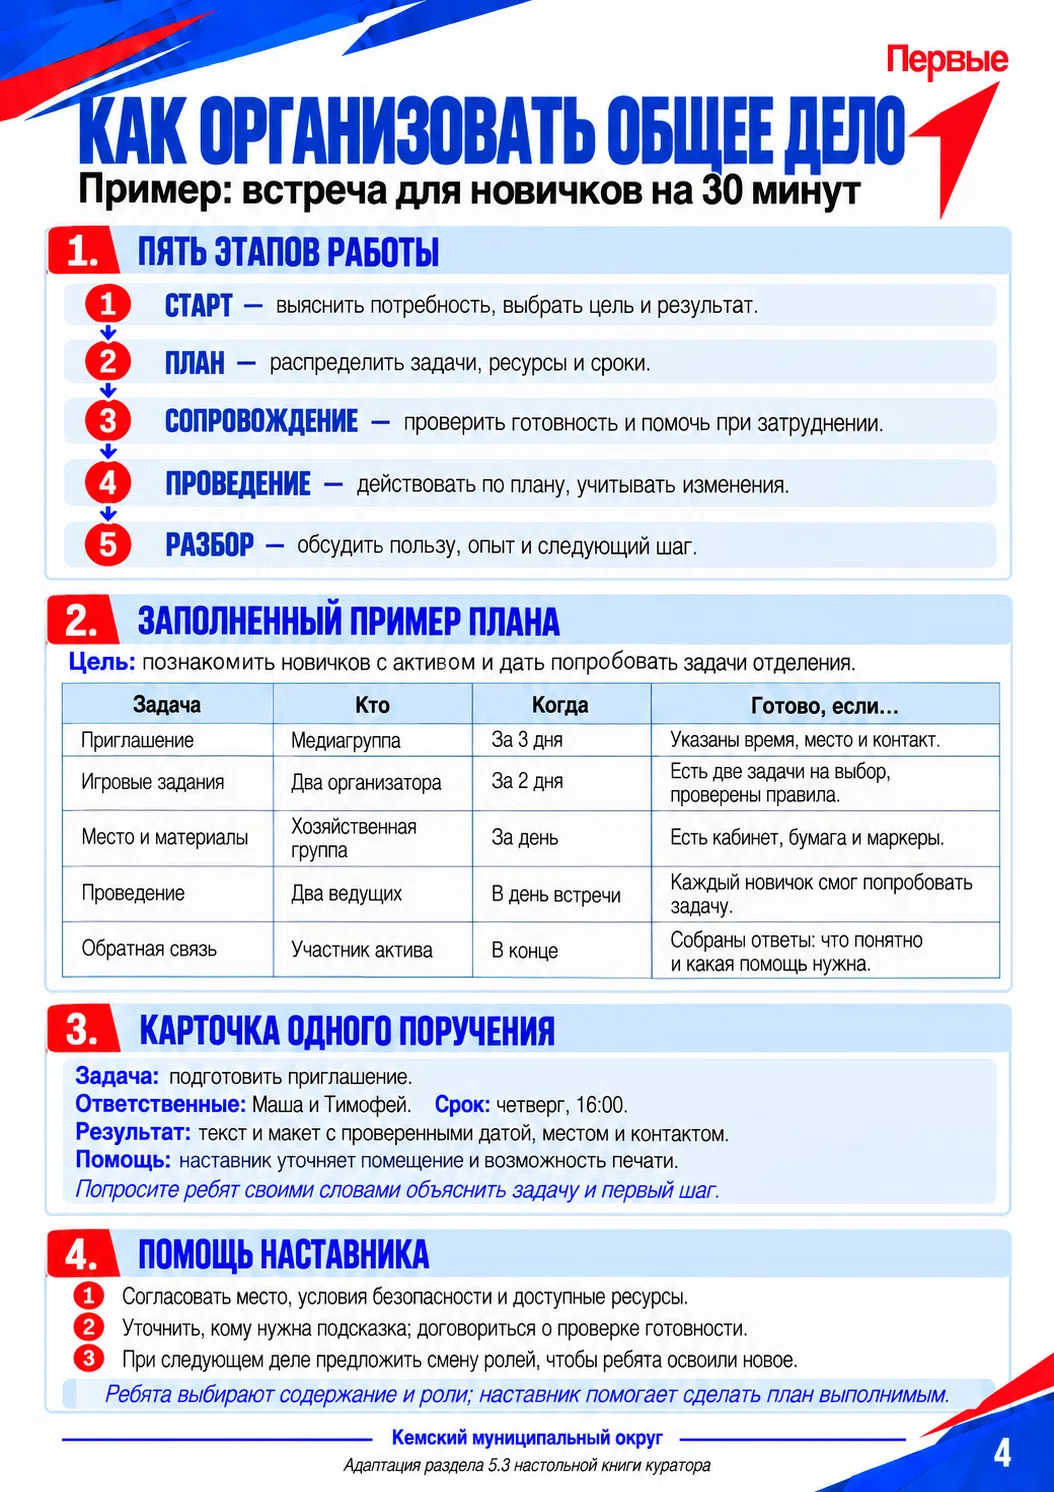 Первые
КАК ОРГАНИЗОВАТЬ ОБЩЕЕ ДЕЛО
Пример: встреча для новичков на 30 минут
1. ПЯТЬ ЭТАПОВ РАБОТЫ
1 СТАРТ — выяснить потребность, выбрать цель и результат.
2 ПЛАН — распределить задачи, ресурсы и сроки.
3 СОПРОВОЖДЕНИЕ — проверить готовность и помочь при затруднении.
4 ПРОВЕДЕНИЕ — действовать по плану, учитывать изменения.
5 РАЗБОР — обсудить пользу, опыт и следующий шаг.
2. ЗАПОЛНЕННЫЙ ПРИМЕР ПЛАНА
Цель: познакомить новичков с активом и дать попробовать задачи отделения.
Задача Кто Когда Готово, если...
Приглашение Медиагруппа За 3 дня Указаны время, место и контакт.
Игровые задания Два организатора За 2 дня Есть две задачи на выбор,
проверены правила.
Место и материалы Хозяйственная
группа За день Есть кабинет, бумага и маркеры.
Проведение Два ведущих В день встречи Каждый новичок смог попробовать
задачу.
Обратная связь Участник актива В конце Собраны ответы: что понятно
и какая помощь нужна.
3. КАРТОЧКА ОДНОГО ПОРУЧЕНИЯ
Задача: подготовить приглашение.
Ответственные: Маша и Тимофей. Срок: четверг, 16:00.
Результат: текст и макет с проверенными датой, местом и контактом.
Помощь: наставник уточняет помещение и возможность печати.
Попросите ребят своими словами объяснить задачу и первый шаг.
4. ПОМОЩЬ НАСТАВНИКА
1 Согласовать место, условия безопасности и доступные ресурсы.
2 Уточнить, кому нужна подсказка; договориться о проверке готовности.
3 При следующем деле предложить смену ролей, чтобы ребята освоили новое.
Ребята выбирают содержание и роли; наставник помогает сделать план выполнимым.
Кемский муниципальный округ
Адаптация раздела 5.3 настольной книги куратора
4